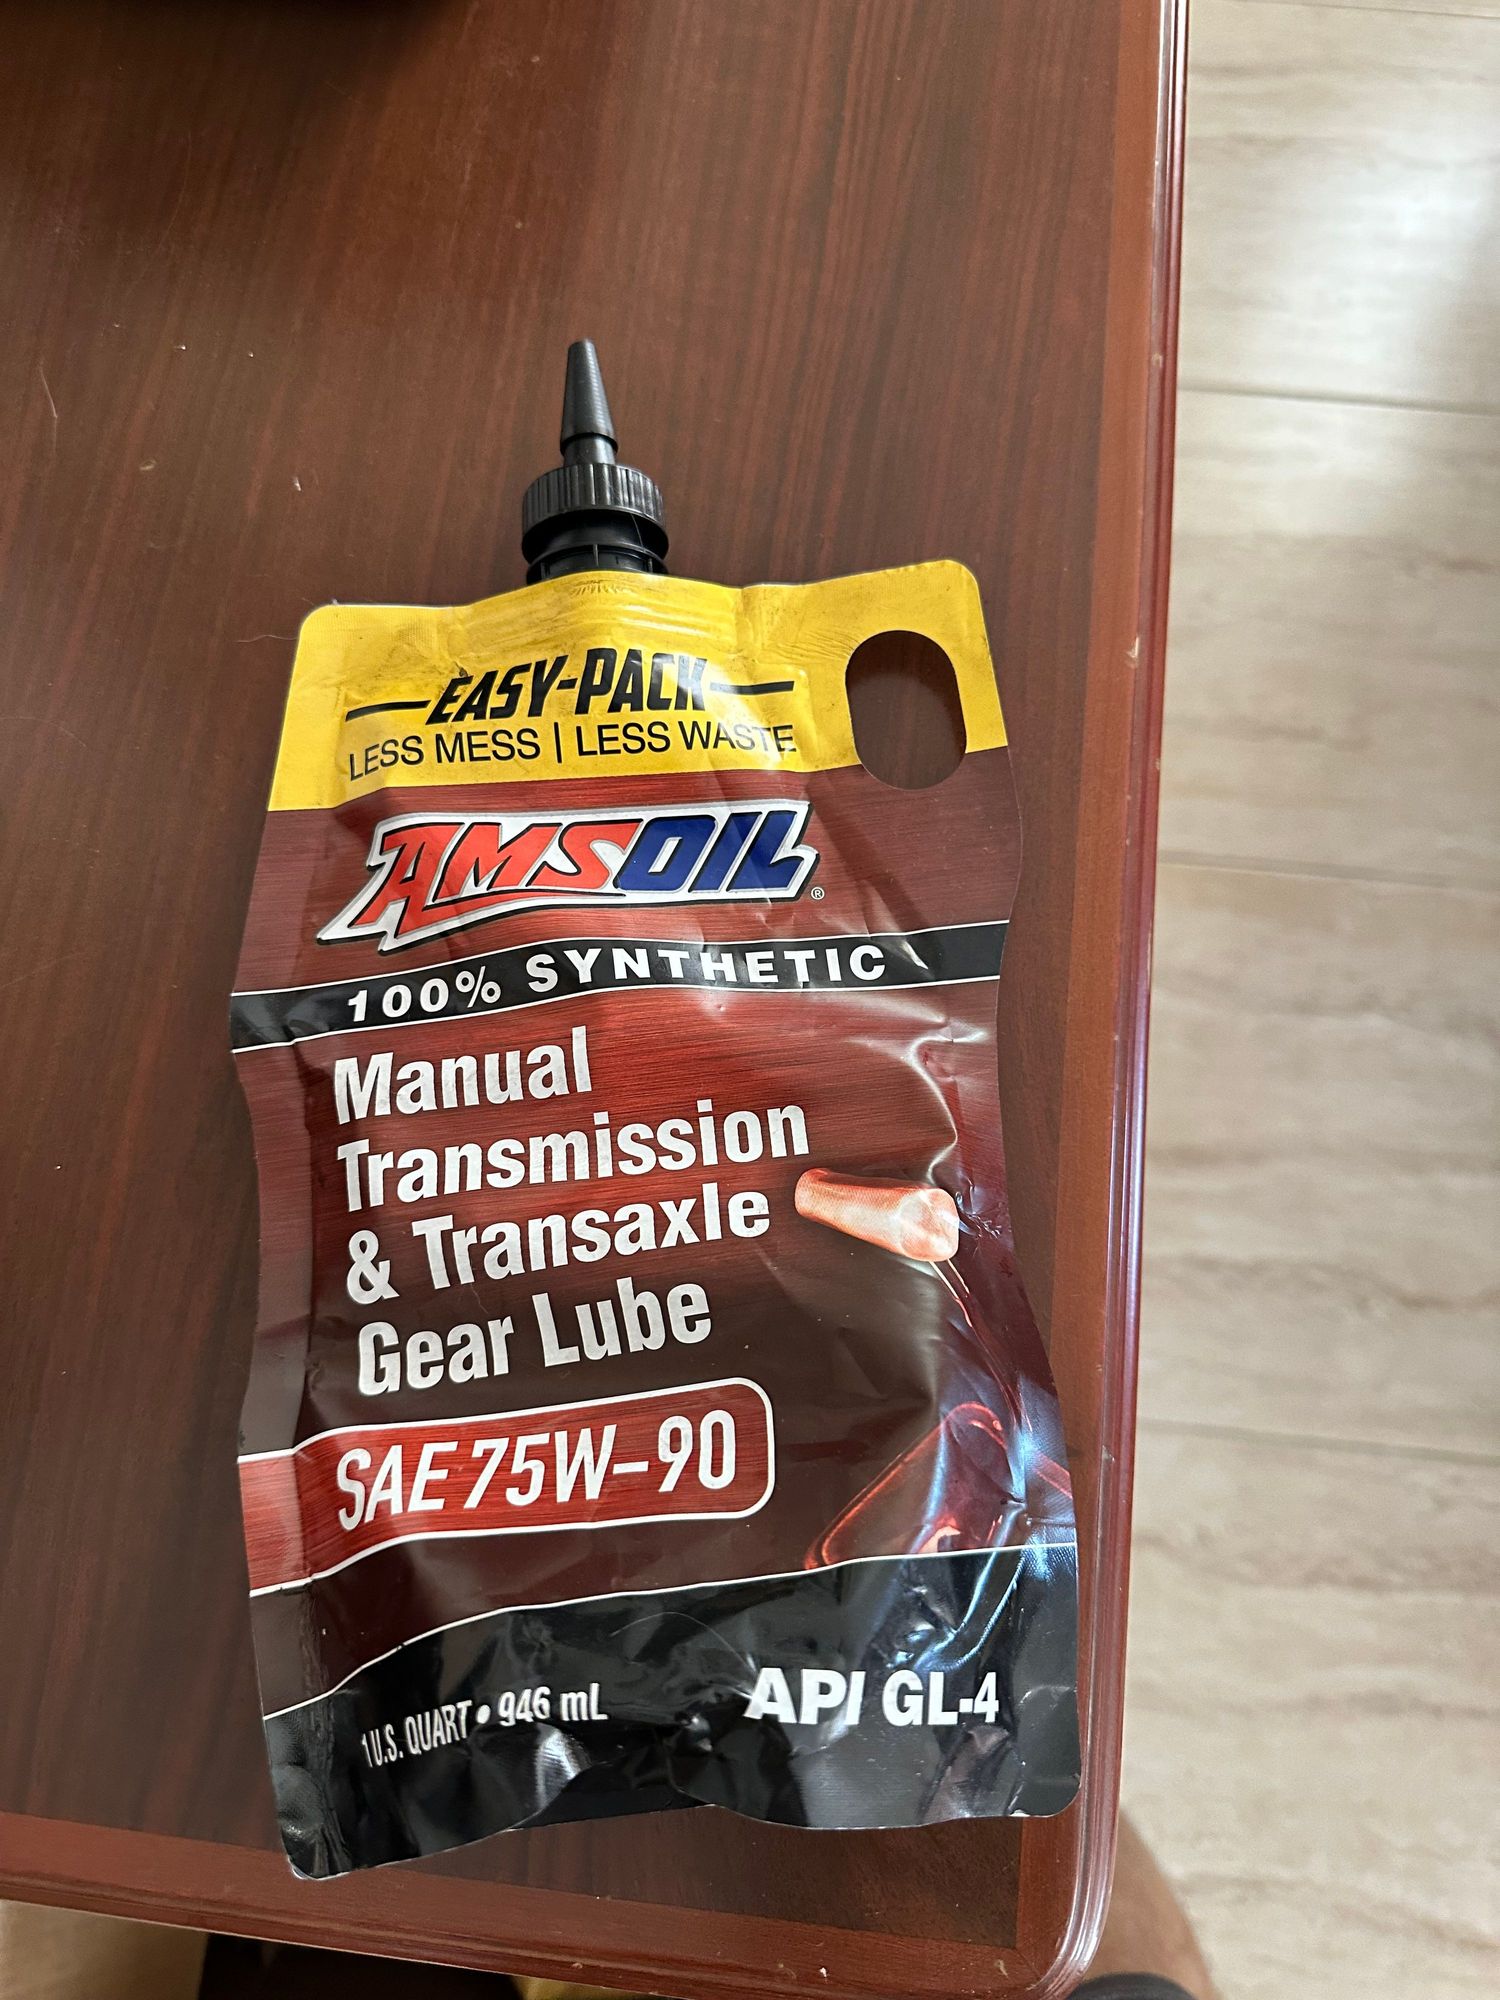 EASY-PACK
LESS MESS | LESS WASTE
AMSOIL®
100% SYNTHETIC
Manual
Transmission
& Transaxle
Gear Lube
SAE 75W-90
1 U.S. QUART • 946 mL
API GL-4